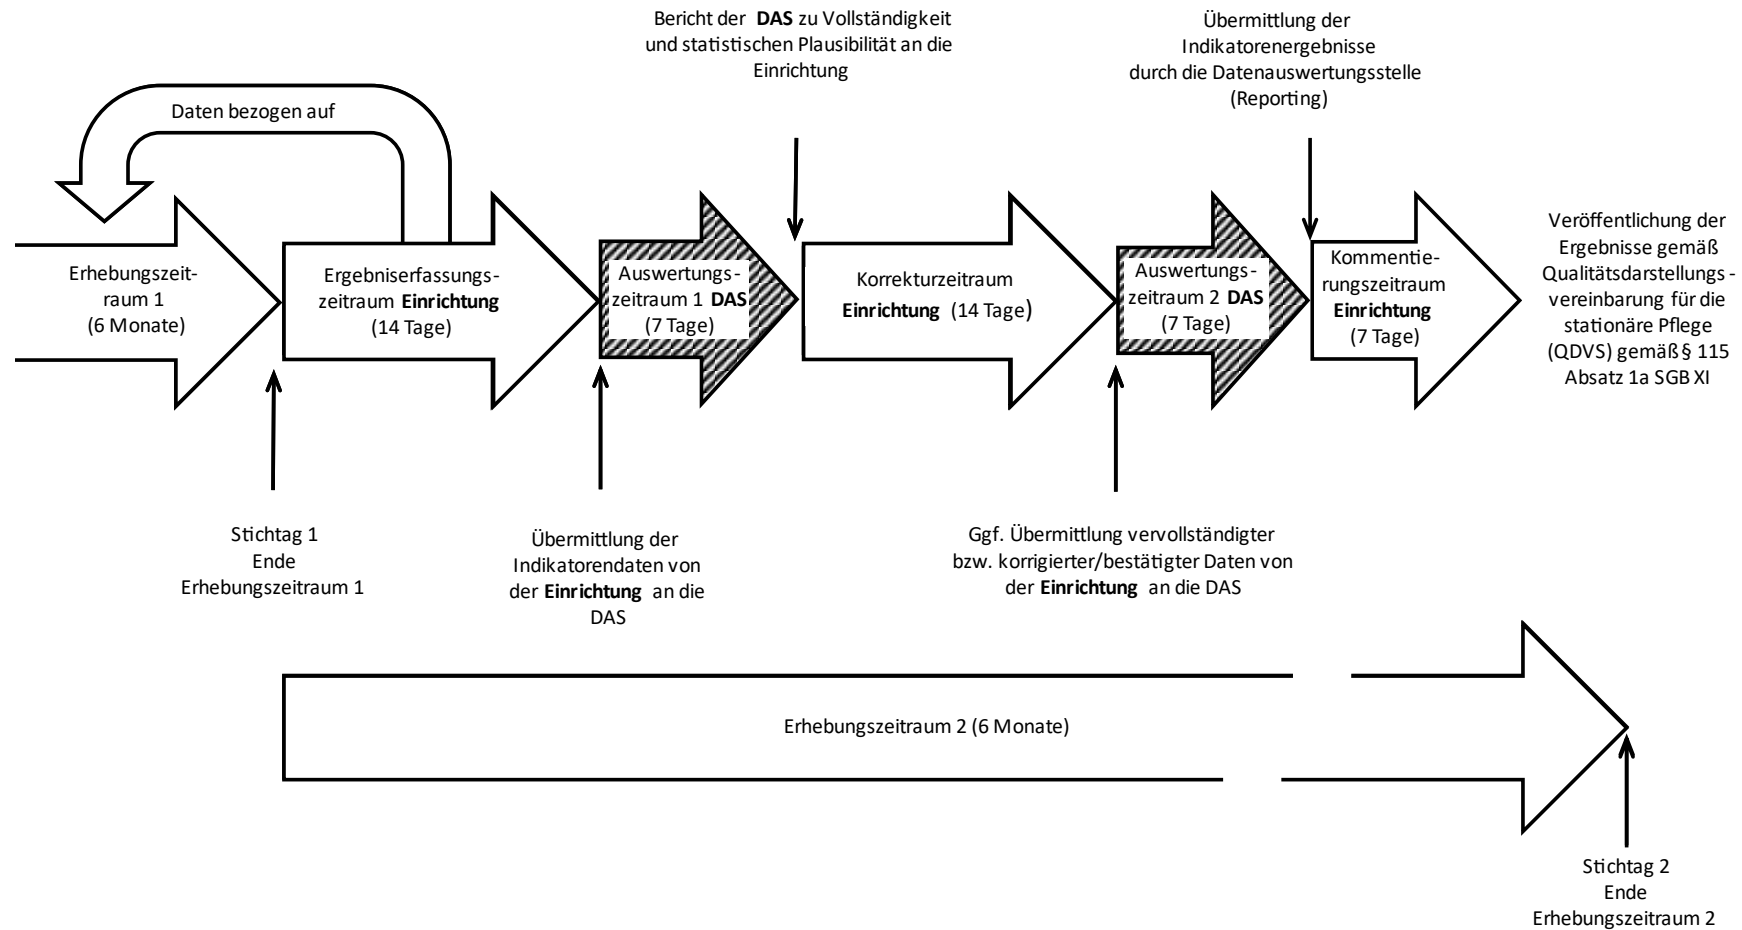 Bericht der DAS zu Vollständigkeit
und statistischen Plausibilität an die
Einrichtung
Übermittlung der
Indikatorenergebnisse
durch die Datenauswertungsstelle
(Reporting)
Daten bezogen auf
Erhebungszeit-
raum 1
(6 Monate)
Ergebniserfassungs-
zeitraum Einrichtung
(14 Tage)
Auswertungs-
zeitraum 1 DAS
(7 Tage)
Korrekturzeitraum
Einrichtung (14 Tage)
Auswertungs-
zeitraum 2 DAS
(7 Tage)
Kommentie-
rungszeitraum
Einrichtung
(7 Tage)
Veröffentlichung der
Ergebnisse gemäß
Qualitätsdarstellungs-
vereinbarung für die
stationäre Pflege
(QDVS) gemäß § 115
Absatz 1a SGB XI
Stichtag 1
Ende
Erhebungszeitraum 1
Übermittlung der
Indikatorendaten von
der Einrichtung an die
DAS
Ggf. Übermittlung vervollständigter
bzw. korrigierter/bestätigter Daten von
der Einrichtung an die DAS
Erhebungszeitraum 2 (6 Monate)
Stichtag 2
Ende
Erhebungszeitraum 2